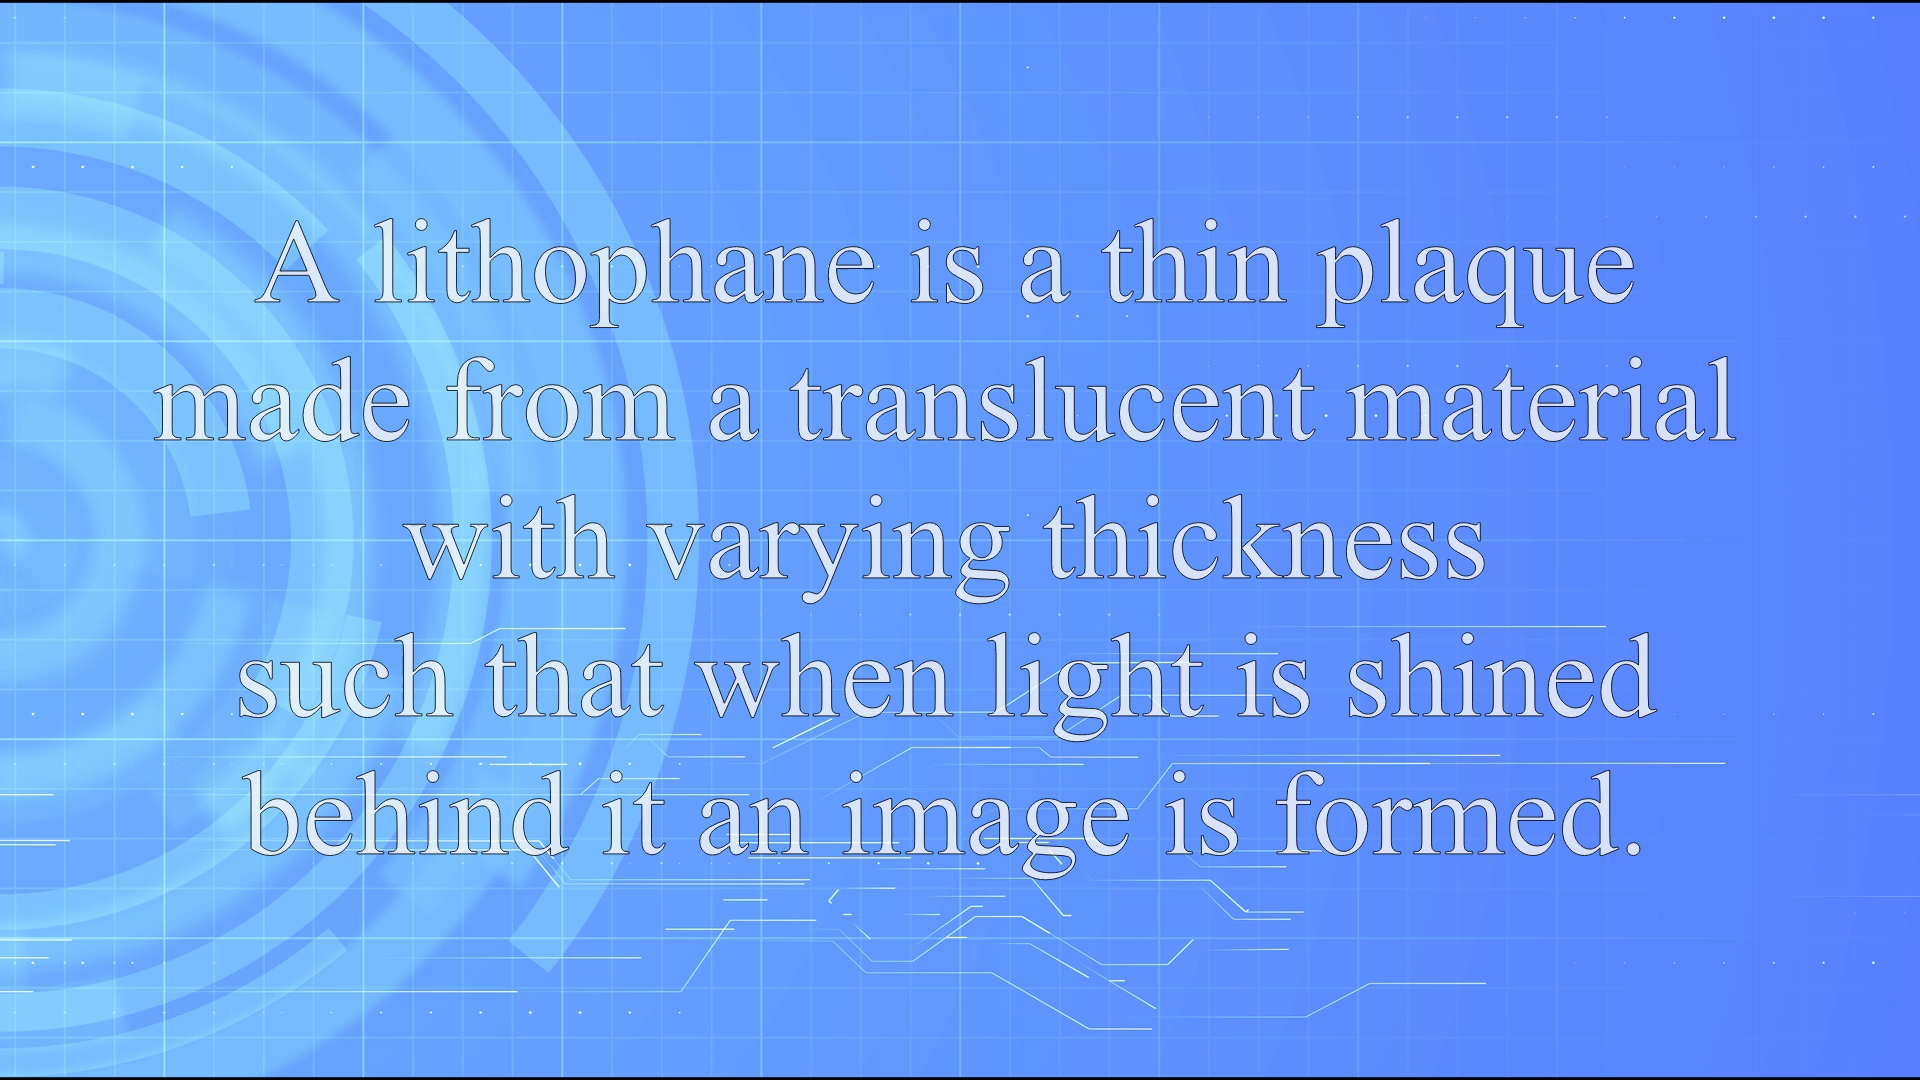 A lithophane is a thin plaque
made from a translucent material
with varying thickness
such that when light is shined
behind it an image is formed.